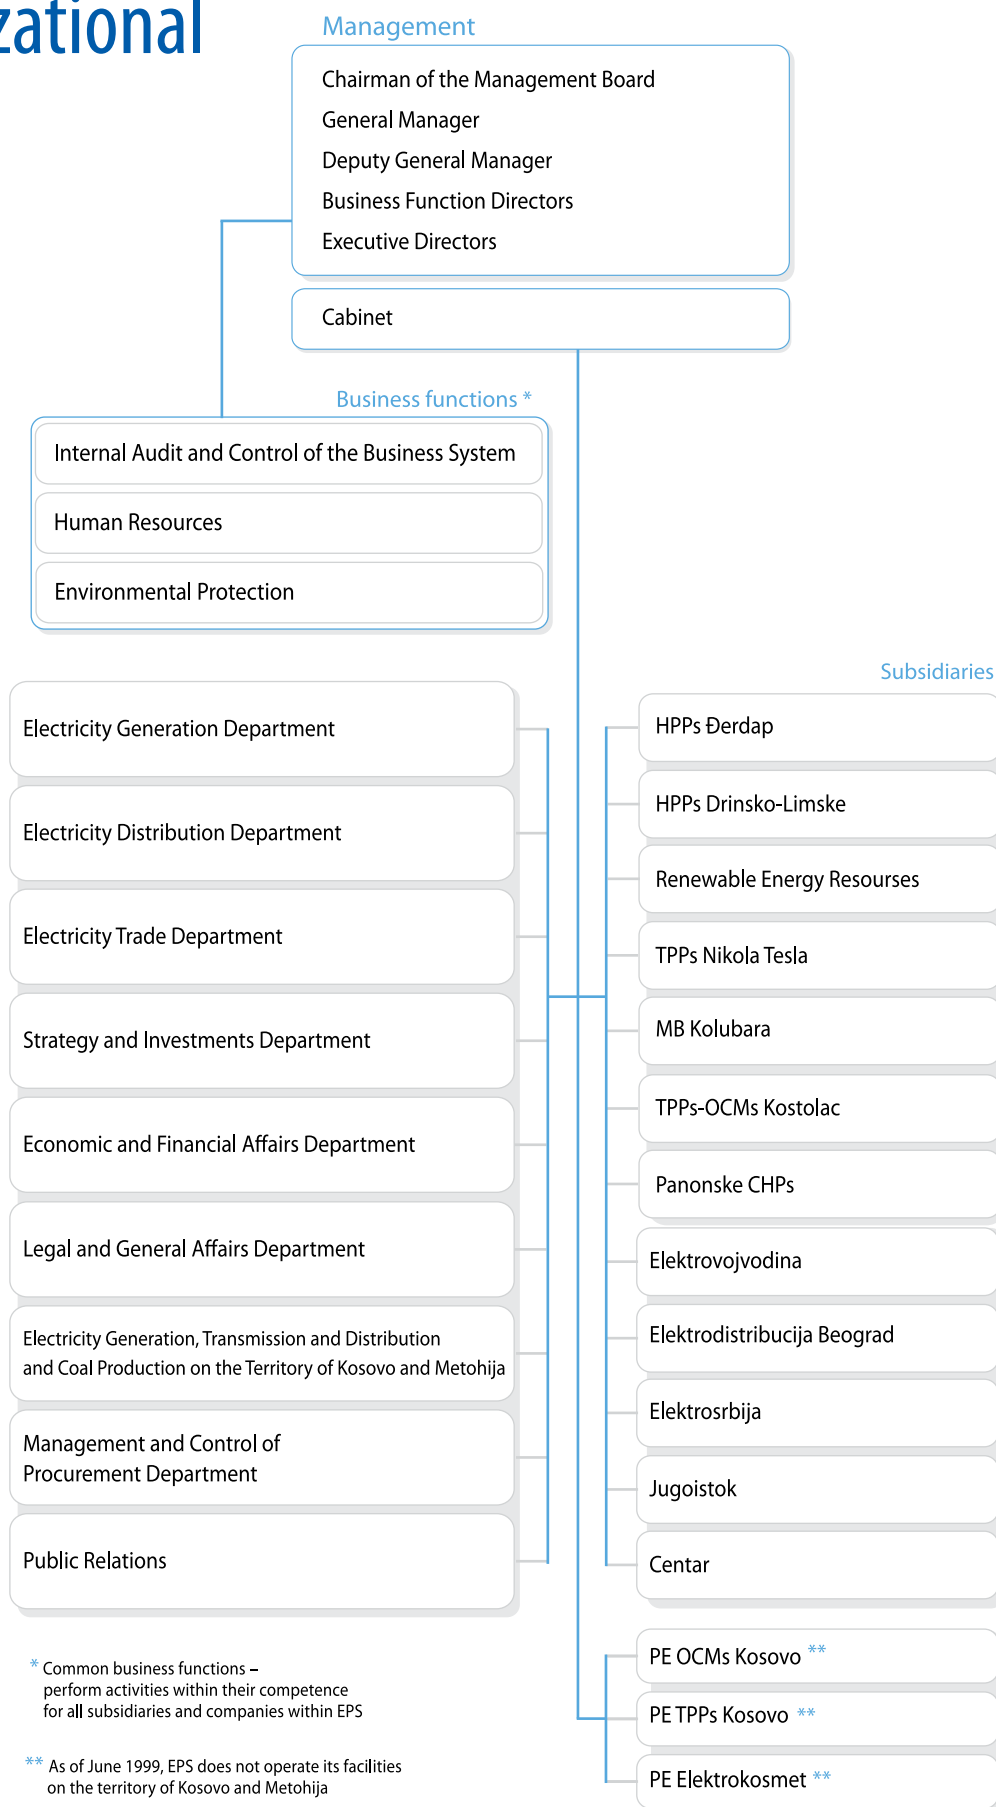 zational
Management
Chairman of the Management Board
General Manager
Deputy General Manager
Business Function Directors
Executive Directors
Cabinet
Business functions *
Internal Audit and Control of the Business System
Human Resources
Environmental Protection
Electricity Generation Department
Electricity Distribution Department
Electricity Trade Department
Strategy and Investments Department
Economic and Financial Affairs Department
Legal and General Affairs Department
Electricity Generation, Transmission and Distribution
and Coal Production on the Territory of Kosovo and Metohija
Management and Control of
Procurement Department
Public Relations
Subsidiaries
HPPs Đerdap
HPPs Drinsko-Limske
Renewable Energy Resourses
TPPs Nikola Tesla
MB Kolubara
TPPs-OCMs Kostolac
Panonske CHPs
Elektrovojvodina
Elektrodistribucija Beograd
Elektrosrbija
Jugoistok
Centar
PE OCMs Kosovo **
PE TPPs Kosovo **
PE Elektrokosmet **
* Common business functions –
perform activities within their competence
for all subsidiaries and companies within EPS
** As of June 1999, EPS does not operate its facilities
on the territory of Kosovo and Metohija